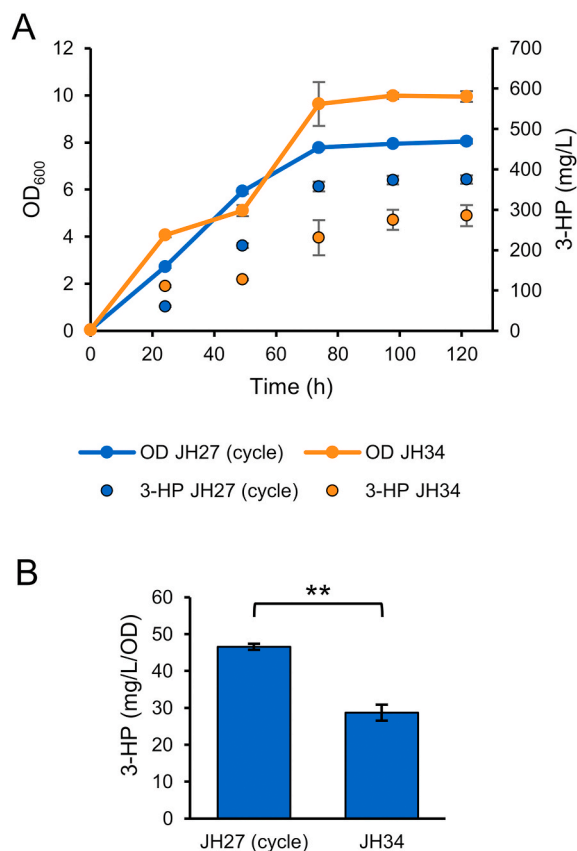 A
12
10
8
6
4
2
0
OD600
700
600
500
400
300
200
100
0
3-HP (mg/L)
0 20 40 60 80 100 120
Time (h)
OD JH27 (cycle) OD JH34
3-HP JH27 (cycle) 3-HP JH34
B
60
50
40
30
20
10
0
3-HP (mg/L/OD)
**
JH27 (cycle) JH34